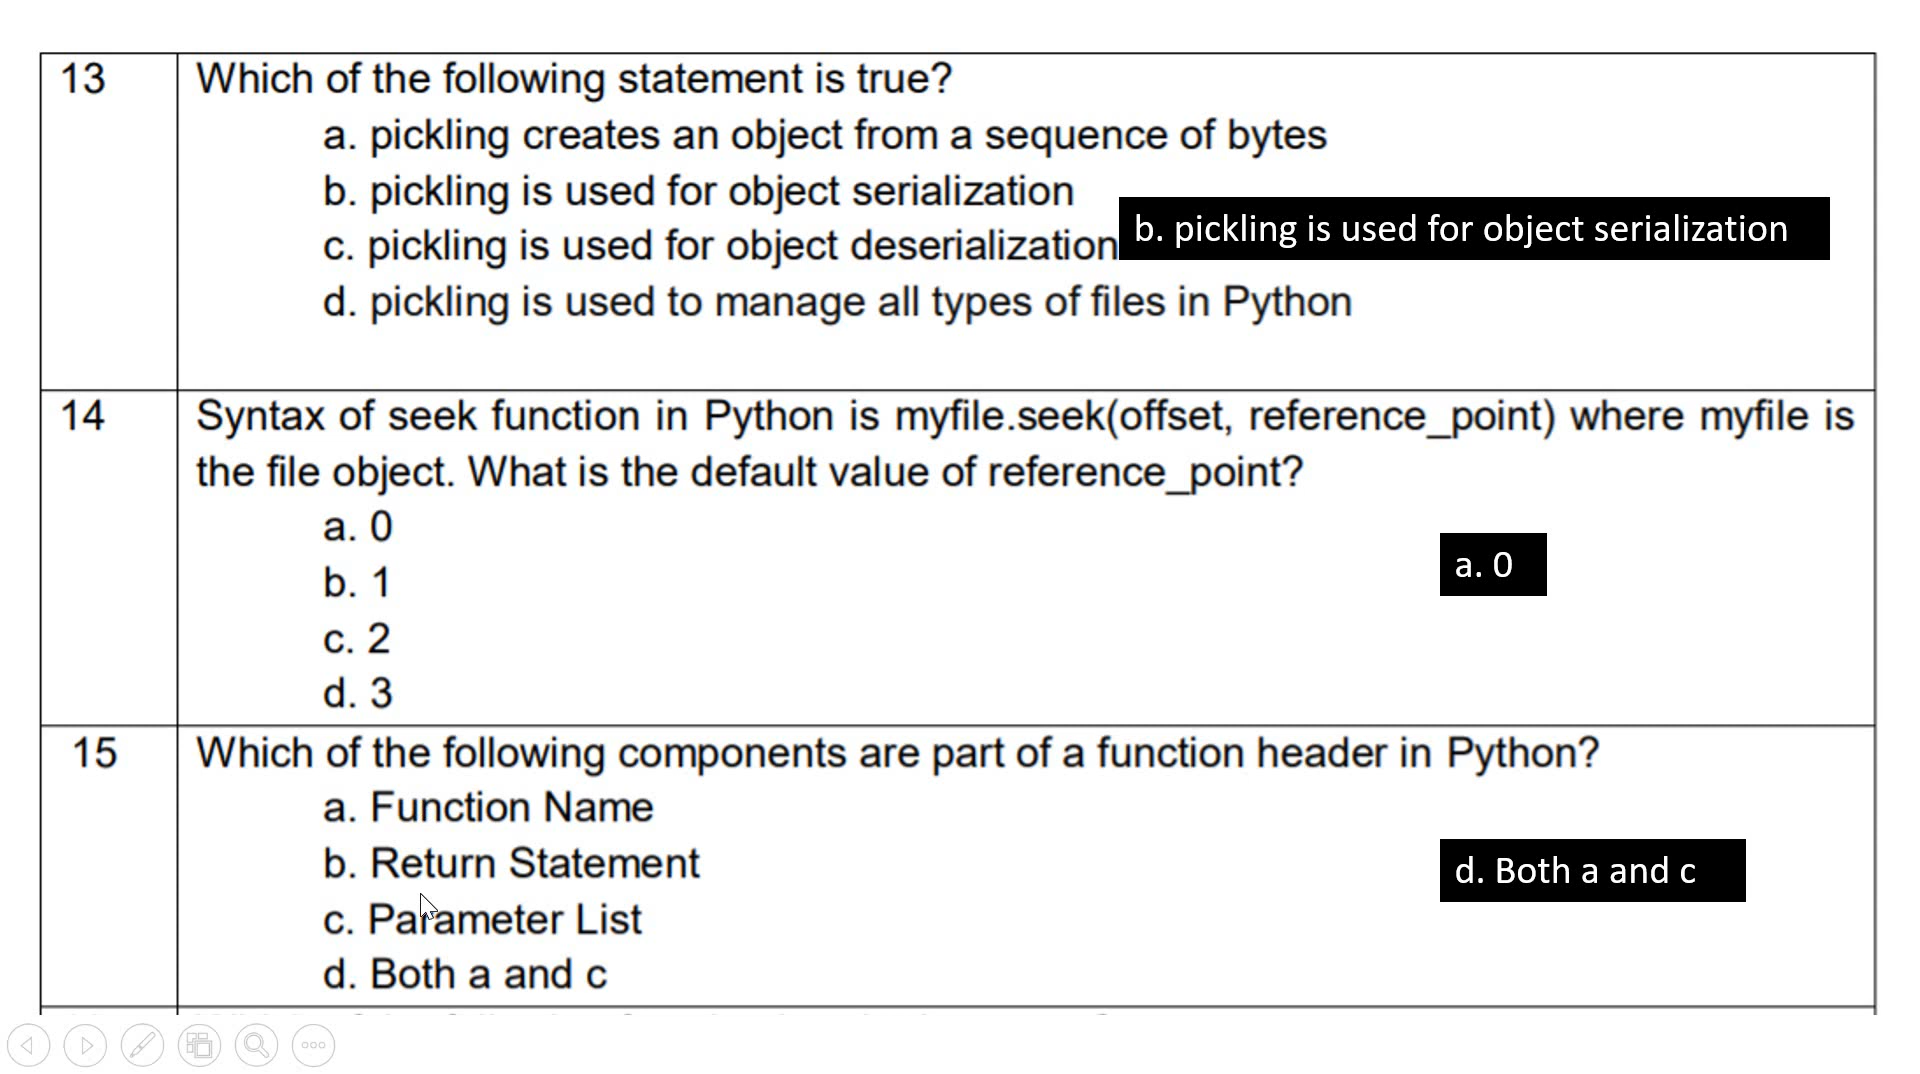 13 Which of the following statement is true?
a. pickling creates an object from a sequence of bytes
b. pickling is used for object serialization
c. pickling is used for object deserialization
b. pickling is used for object serialization
d. pickling is used to manage all types of files in Python
14 Syntax of seek function in Python is myfile.seek(offset, reference_point) where myfile is
the file object. What is the default value of reference_point?
a. 0
a. 0
b. 1
c. 2
d. 3
15 Which of the following components are part of a function header in Python?
a. Function Name
b. Return Statement
d. Both a and c
c. Parameter List
d. Both a and c